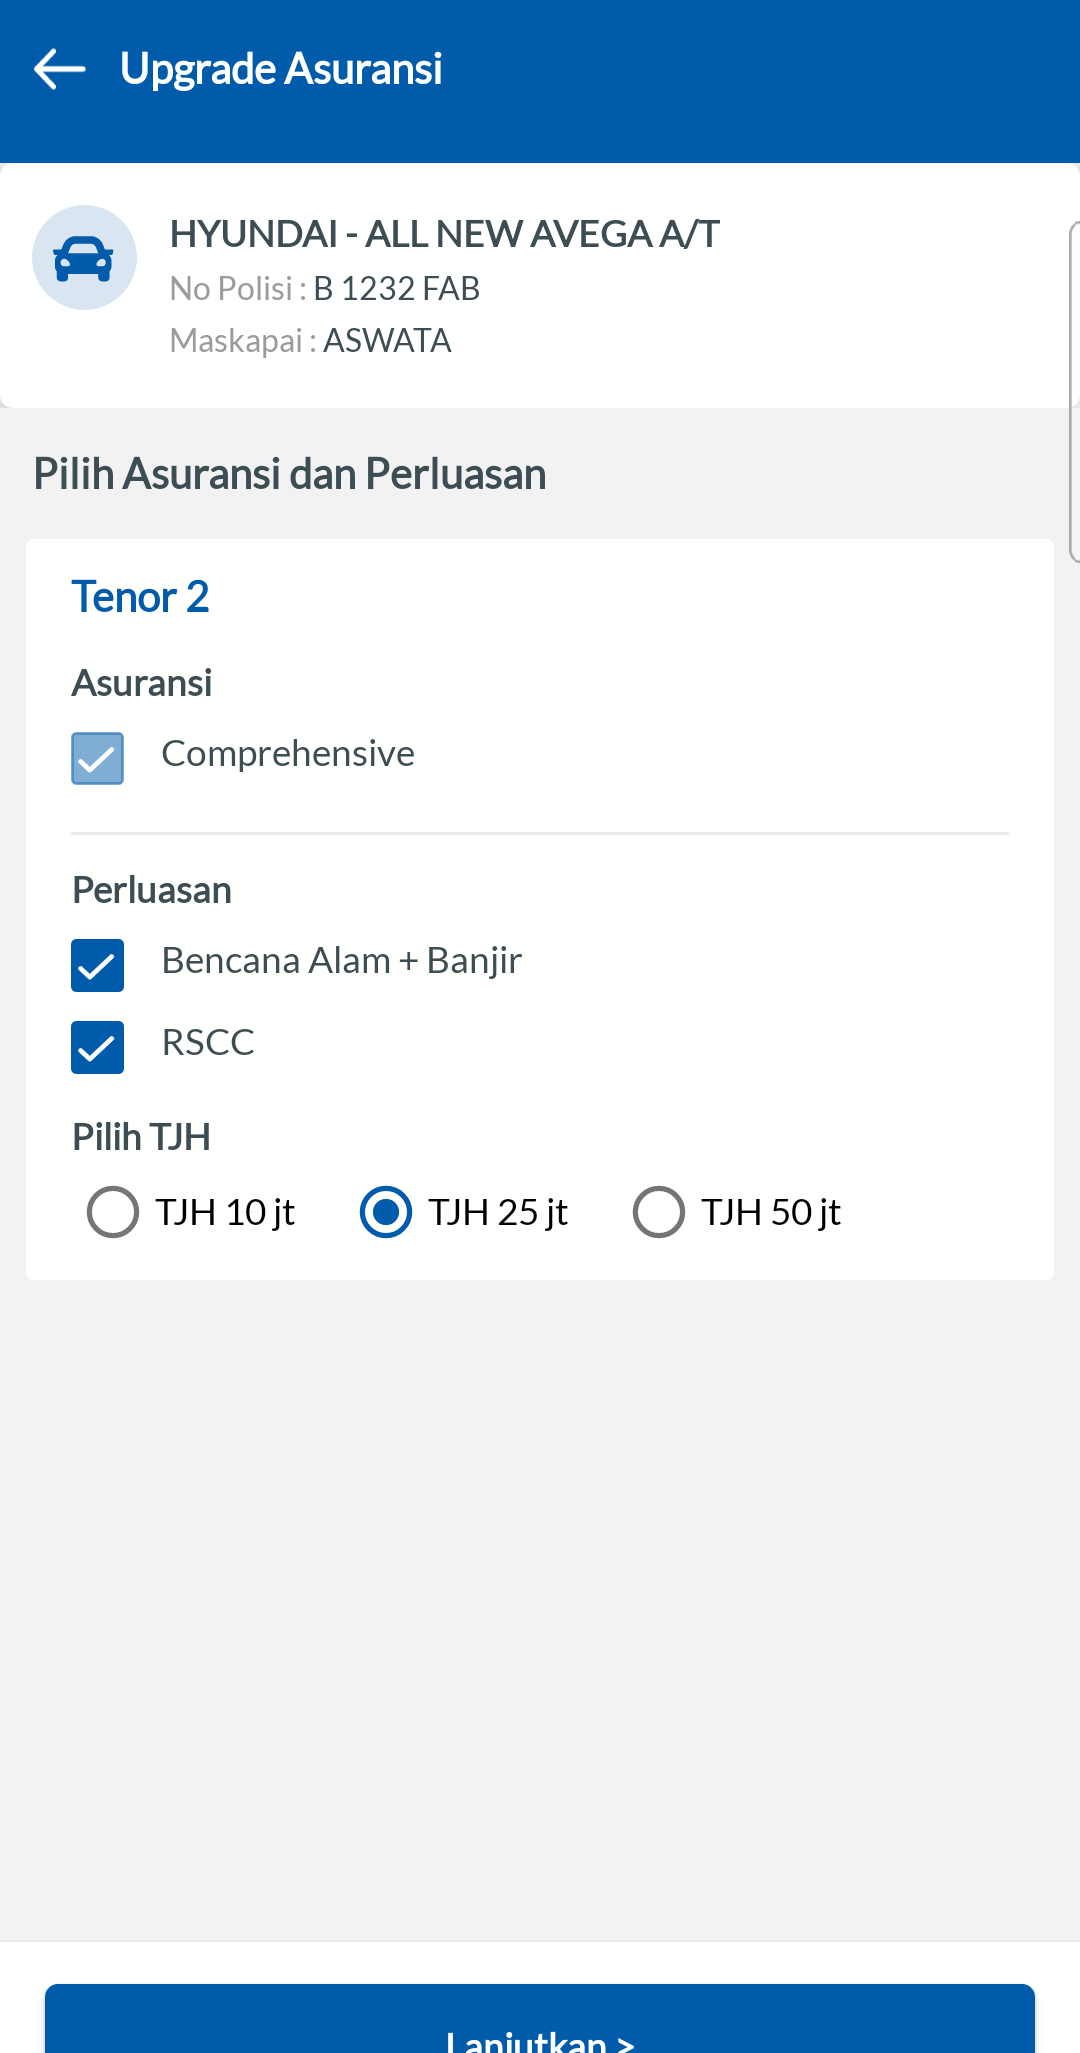 Upgrade Asuransi
HYUNDAI - ALL NEW AVEGA A/T
No Polisi : B 1232 FAB
Maskapai : ASWATA
Pilih Asuransi dan Perluasan
Tenor 2
Asuransi
Comprehensive
Perluasan
Bencana Alam + Banjir
RSCC
Pilih TJH
TJH 10 jt TJH 25 jt TJH 50 jt
Lanjutkan >